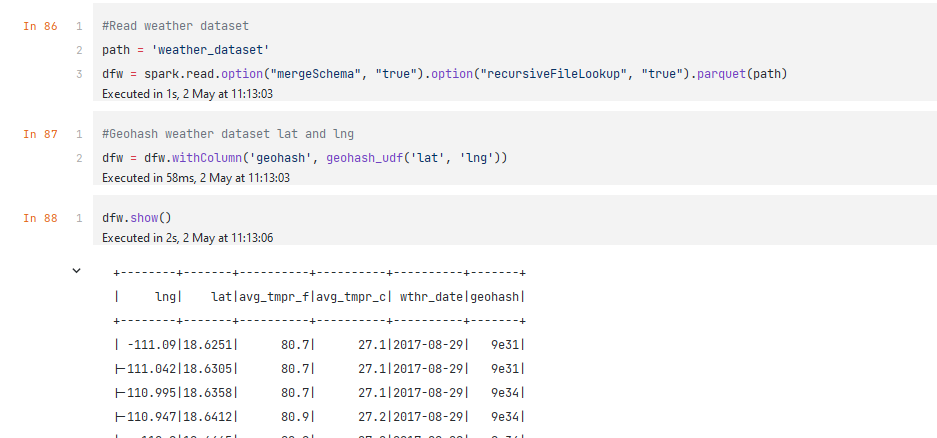 In 86 1 #Read weather dataset
2 path = 'weather_dataset'
3 dfw = spark.read.option("mergeSchema", "true").option("recursiveFileLookup", "true").parquet(path)
Executed in 1s, 2 May at 11:13:03
In 87 1 #Geohash weather dataset lat and lng
2 dfw = dfw.withColumn('geohash', geohash_udf('lat', 'lng'))
Executed in 58ms, 2 May at 11:13:03
In 88 1 dfw.show()
Executed in 2s, 2 May at 11:13:06
+--------+-------+----------+----------+----------+-------+
|     lng|    lat|avg_tmpr_f|avg_tmpr_c| wthr_date|geohash|
+--------+-------+----------+----------+----------+-------+
| -111.09|18.6251|      80.7|      27.1|2017-08-29|   9e31|
|-111.042|18.6305|      80.7|      27.1|2017-08-29|   9e31|
|-110.995|18.6358|      80.7|      27.1|2017-08-29|   9e34|
|-110.947|18.6412|      80.9|      27.2|2017-08-29|   9e34|